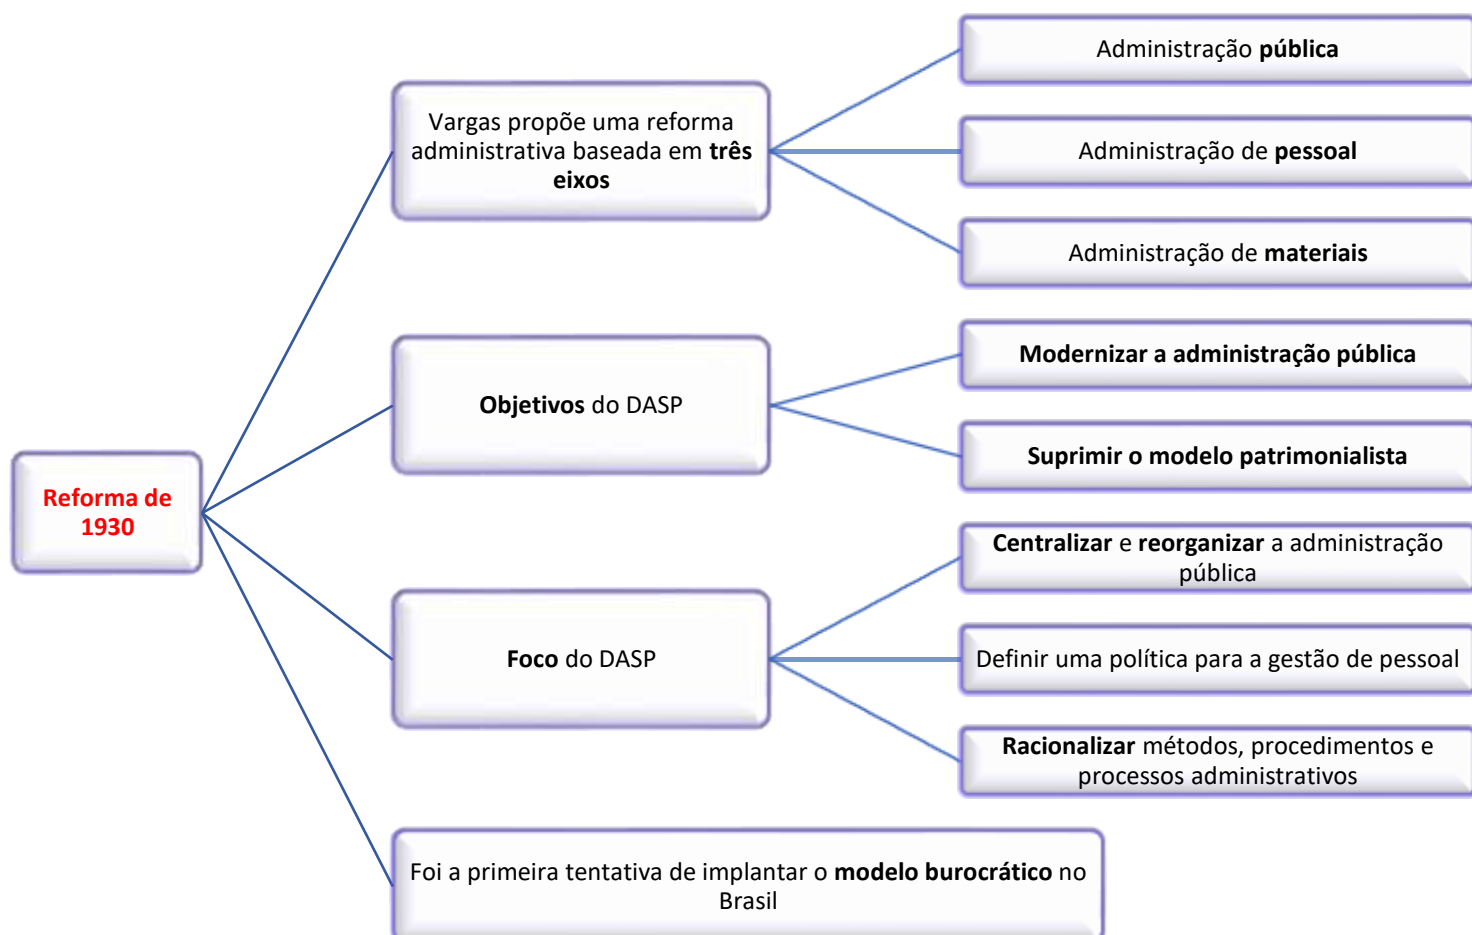 Reforma de
1930
Vargas propõe uma reforma
administrativa baseada em três
eixos
Administração pública
Administração de pessoal
Administração de materiais
Objetivos do DASP
Modernizar a administração pública
Suprimir o modelo patrimonialista
Foco do DASP
Centralizar e reorganizar a administração
pública
Definir uma política para a gestão de pessoal
Racionalizar métodos, procedimentos e
processos administrativos
Foi a primeira tentativa de implantar o modelo burocrático no
Brasil